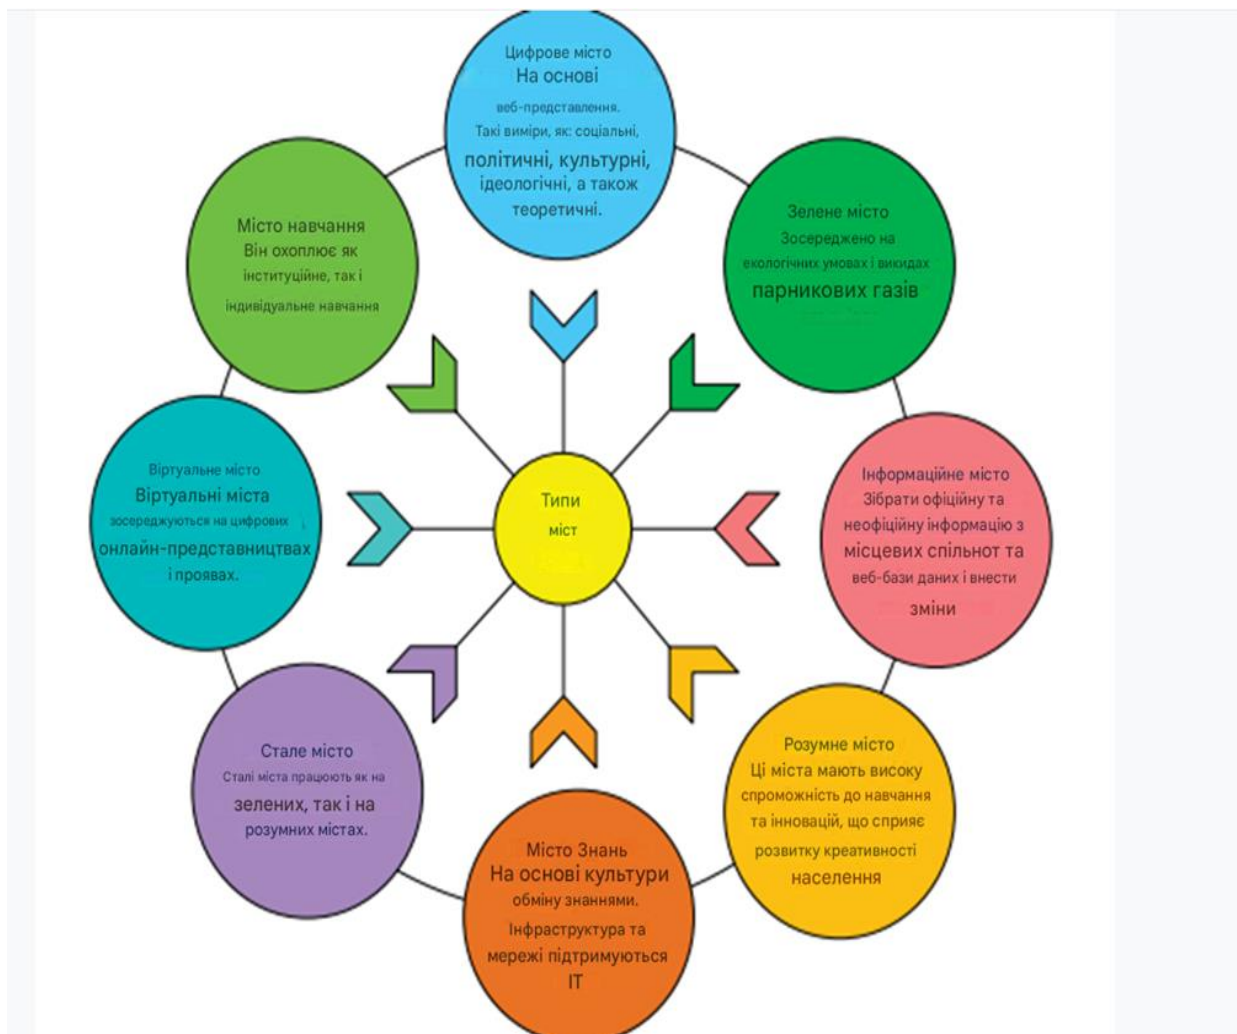 Цифрове місто
На основі
веб-представлення.
Такі виміри, як: соціальні,
політичні, культурні,
ідеологічні, а також
теоретичні.
Зелене місто
Зосереджено на
екологічних умовах і викидах
парникових газів
Інформаційне місто
Зібрати офіційну та
неофіційну інформацію з
місцевих спільнот та
веб-бази даних і внести
зміни
Розумне місто
Ці міста мають високу
спроможність до навчання
та інновацій, що сприяє
розвитку креативності
населення
Місто Знань
На основі культури
обміну знаннями.
Інфраструктура та
мережі підтримуються
ІТ
Стале місто
Сталі міста працюють як на
зелених, так і на
розумних містах.
Віртуальне місто
Віртуальні міста
зосереджуються на цифрових
онлайн-представництвах
і проявах.
Місто навчання
Він охоплює як
інституційне, так і
індивідуальне навчання
Типи
міст